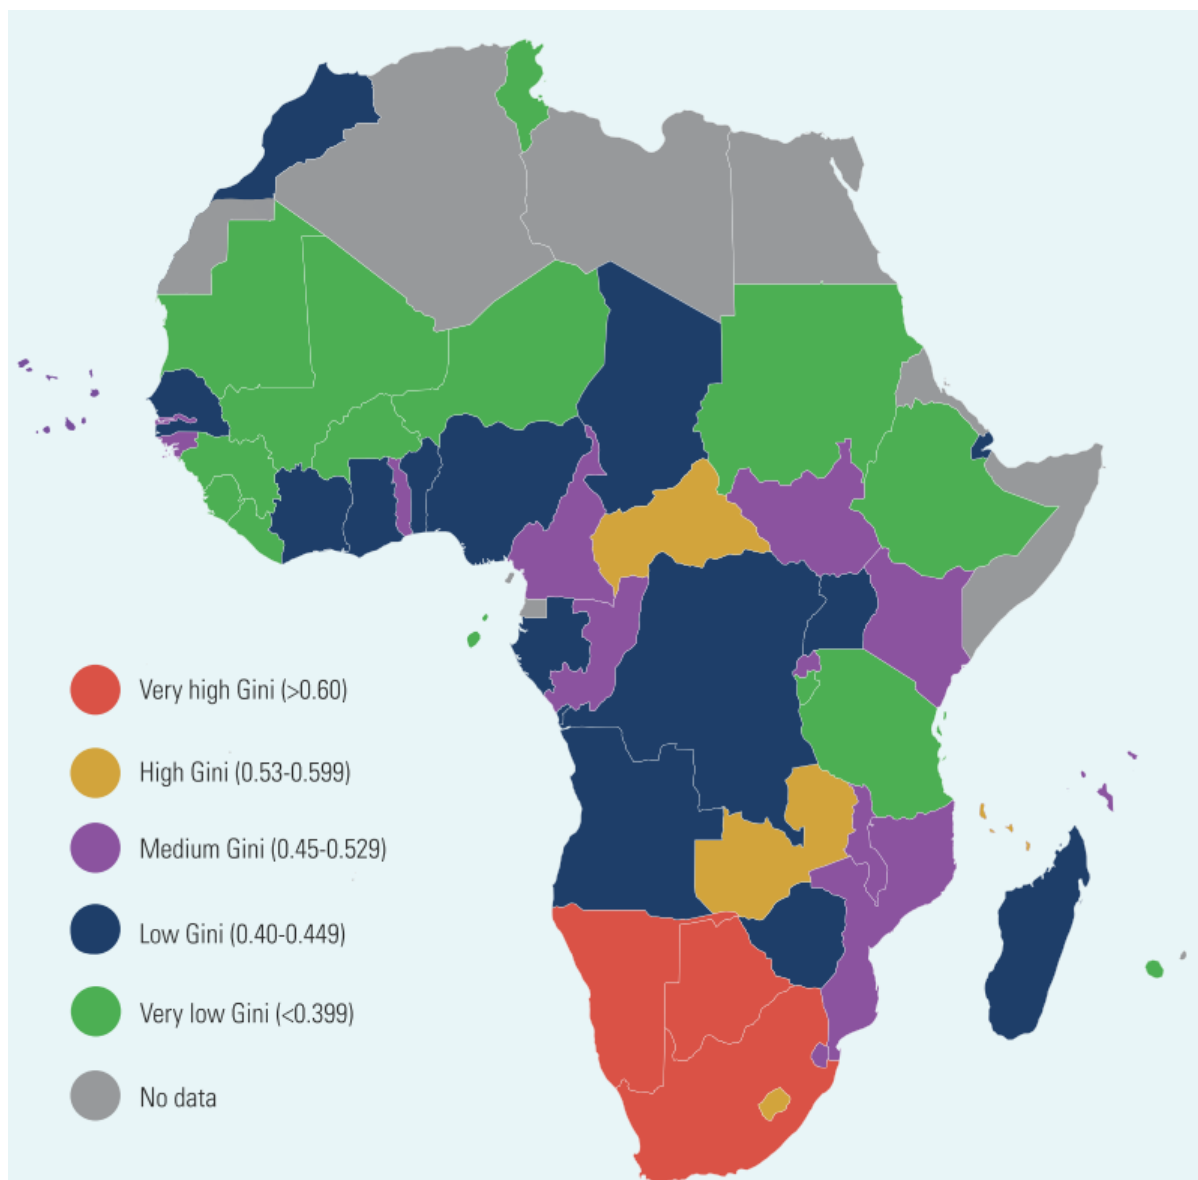 Very high Gini (>0.60)
High Gini (0.53-0.599)
Medium Gini (0.45-0.529)
Low Gini (0.40-0.449)
Very low Gini (<0.399)
No data